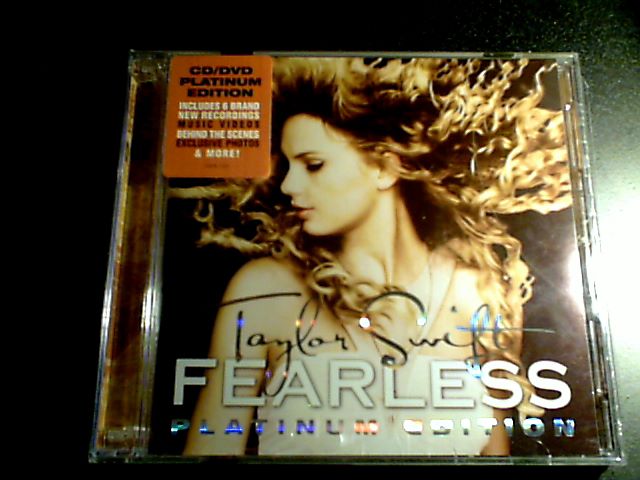 CD/DVD
PLATINUM
EDITION
INCLUDES 6 BRAND
NEW RECORDINGS
MUSIC VIDEOS
BEHIND THE SCENES
EXCLUSIVE PHOTOS
& MORE!
Taylor Swift
FEARLESS
PLATINUM EDITION